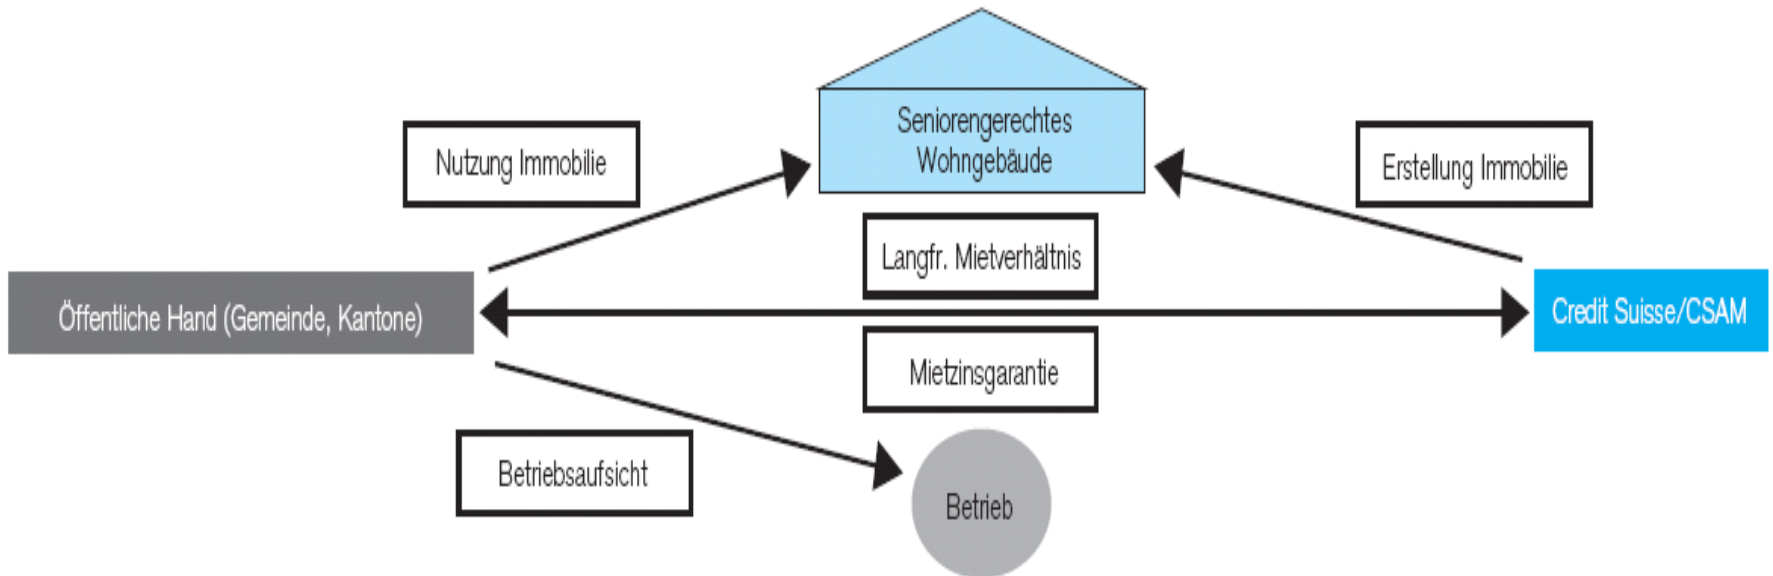 Seniorengerechtes
Wohngebäude
Nutzung Immobilie
Erstellung Immobilie
Langfr. Mietverhältnis
Öffentliche Hand (Gemeinde, Kantone)
Credit Suisse/CSAM
Mietzinsgarantie
Betriebsaufsicht
Betrieb